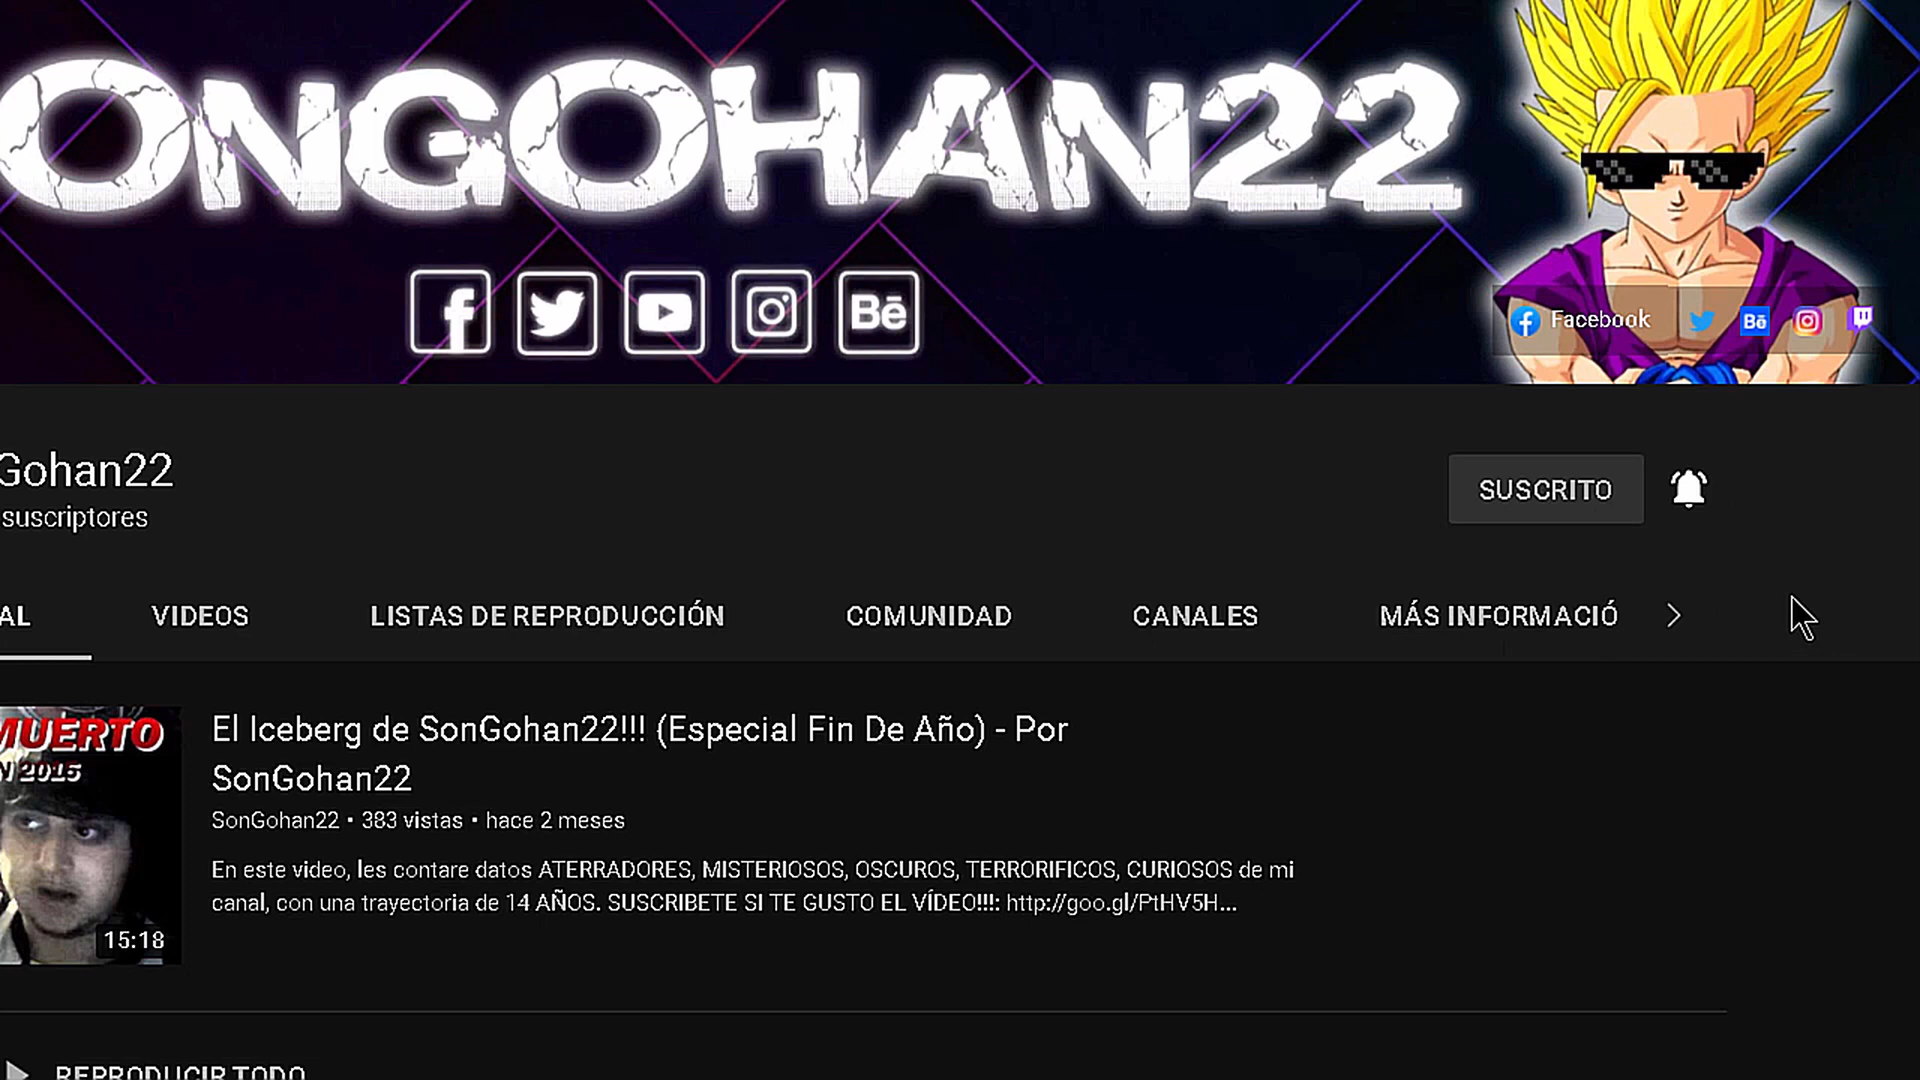 ONGOHAN22
Bē
Facebook
Bē
Gohan22
suscriptores
SUSCRITO
AL
VIDEOS
LISTAS DE REPRODUCCIÓN
COMUNIDAD
CANALES
MÁS INFORMACIÓ
MUERTO
N 2015
15:18
El Iceberg de SonGohan22!!! (Especial Fin De Año) - Por
SonGohan22
SonGohan22 • 383 vistas • hace 2 meses
En este video, les contare datos ATERRADORES, MISTERIOSOS, OSCUROS, TERRORIFICOS, CURIOSOS de mi
canal, con una trayectoria de 14 AÑOS. SUSCRIBETE SI TE GUSTO EL VÍDEO!!!: http://goo.gl/PtHV5H...
REPRODUCIR TODO